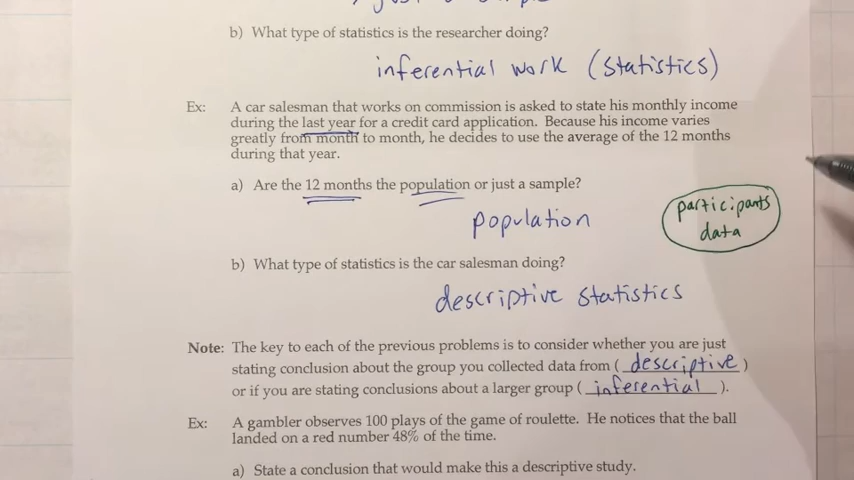 b) What type of statistics is the researcher doing?
inferential work (statistics)
Ex: A car salesman that works on commission is asked to state his monthly income
during the last year for a credit card application. Because his income varies
greatly from month to month, he decides to use the average of the 12 months
during that year.
a) Are the 12 months the population or just a sample?
population
participants
data
b) What type of statistics is the car salesman doing?
descriptive statistics
Note: The key to each of the previous problems is to consider whether you are just
stating conclusion about the group you collected data from ( descriptive )
or if you are stating conclusions about a larger group ( inferential ).
Ex: A gambler observes 100 plays of the game of roulette. He notices that the ball
landed on a red number 48% of the time.
a) State a conclusion that would make this a descriptive study.